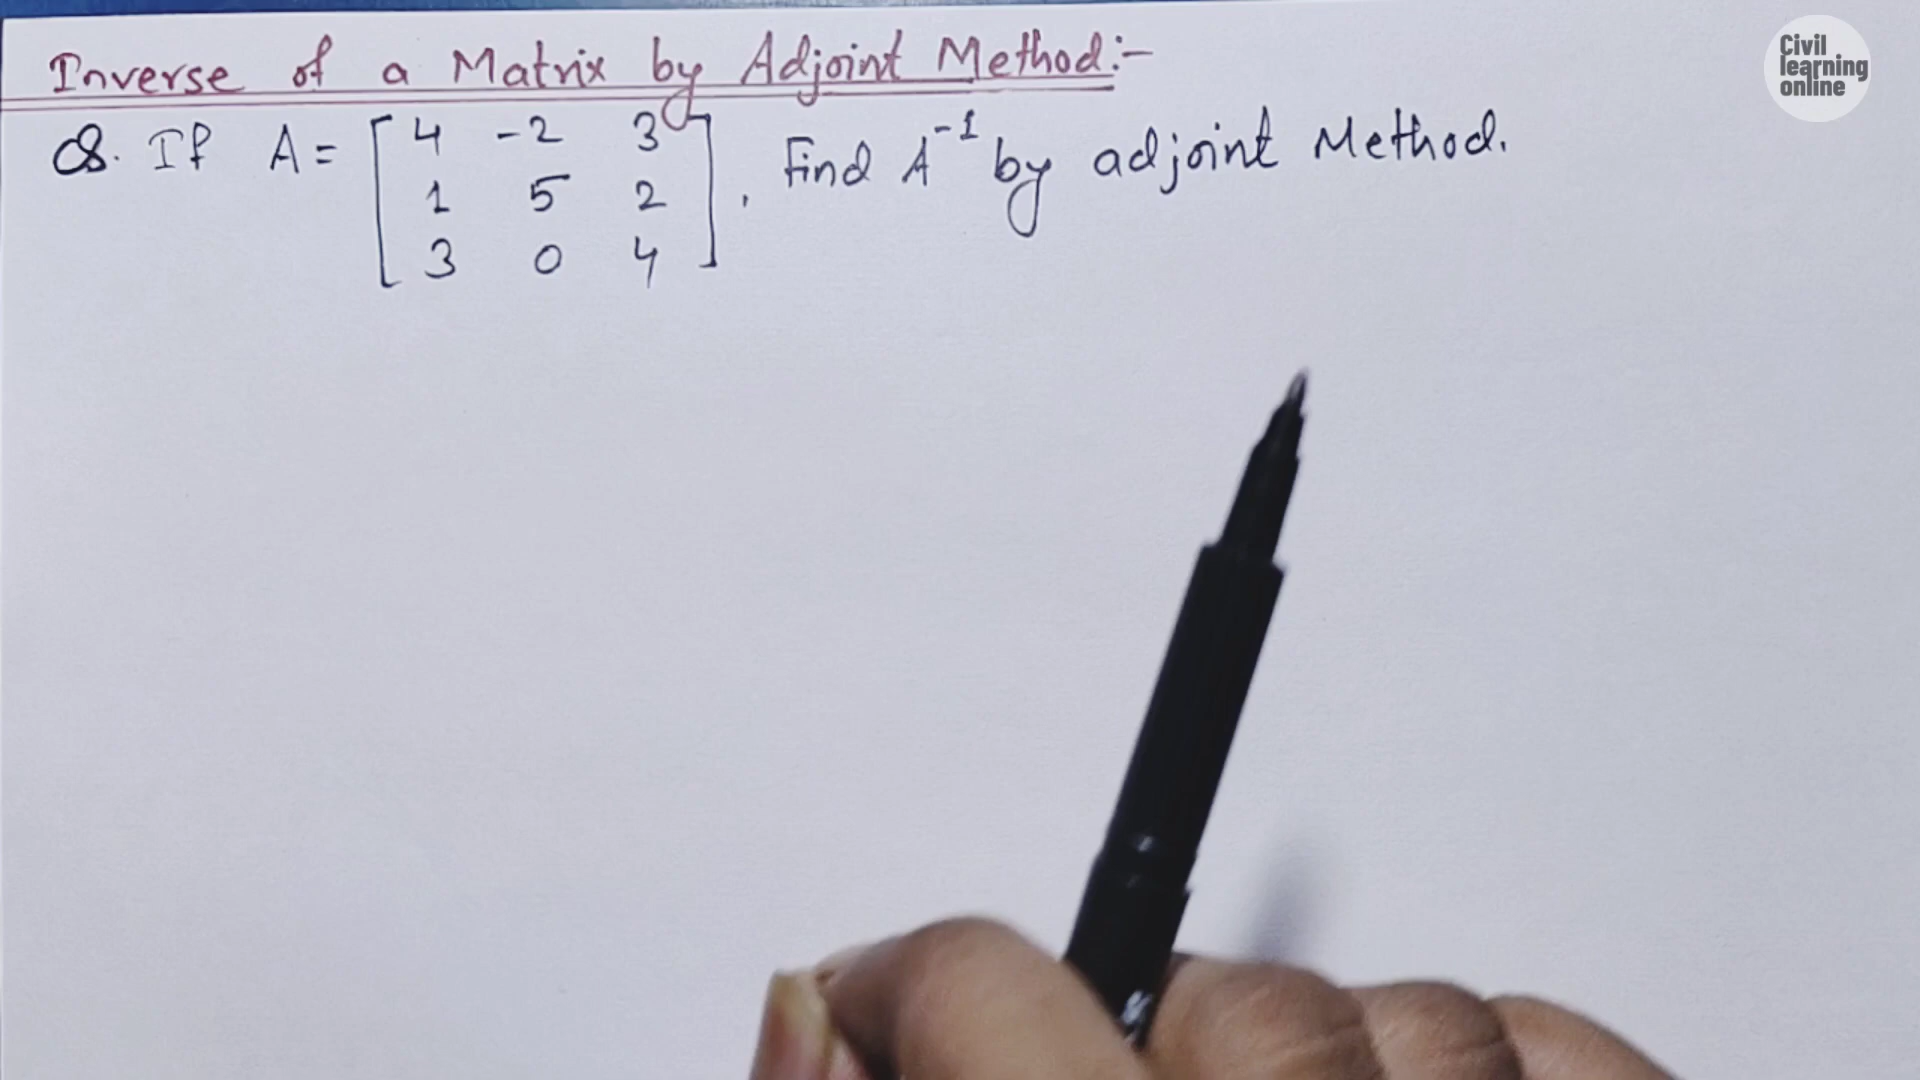 Inverse of a Matrix by Adjoint Method:-
Q. If A = [ 4 -2 3 ] , Find A⁻¹ by adjoint Method.
1 5 2
3 0 4
Civil
learning
online